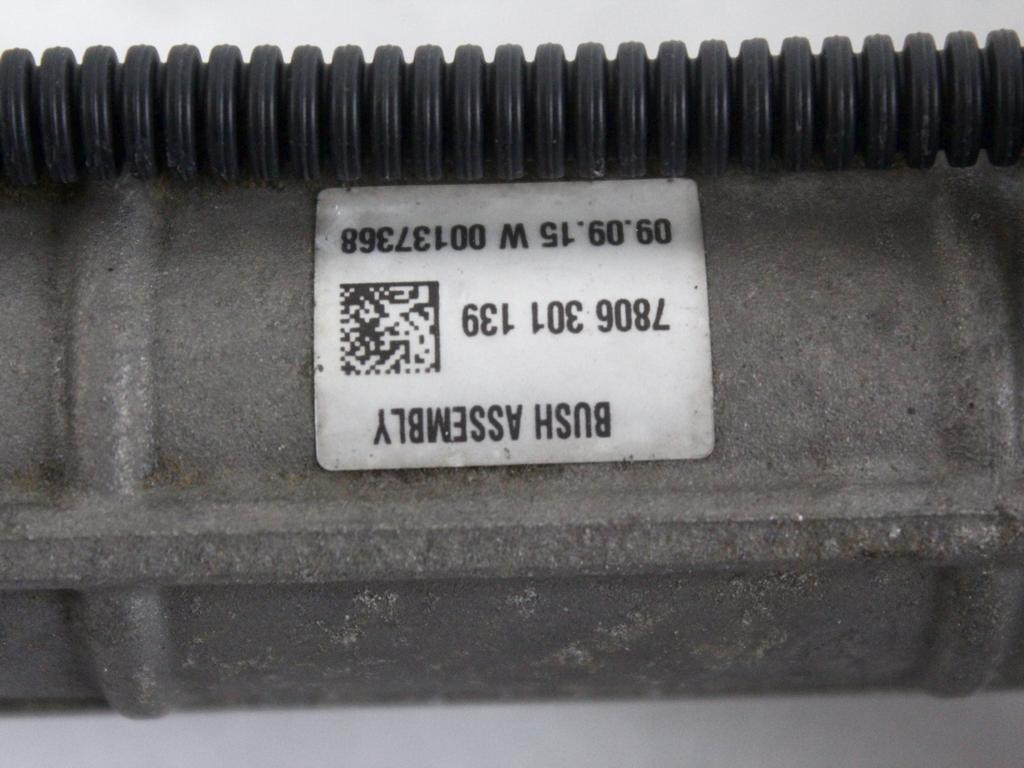 BUSH ASSEMBLY
7806 301 139
09.09.15 W 00137368